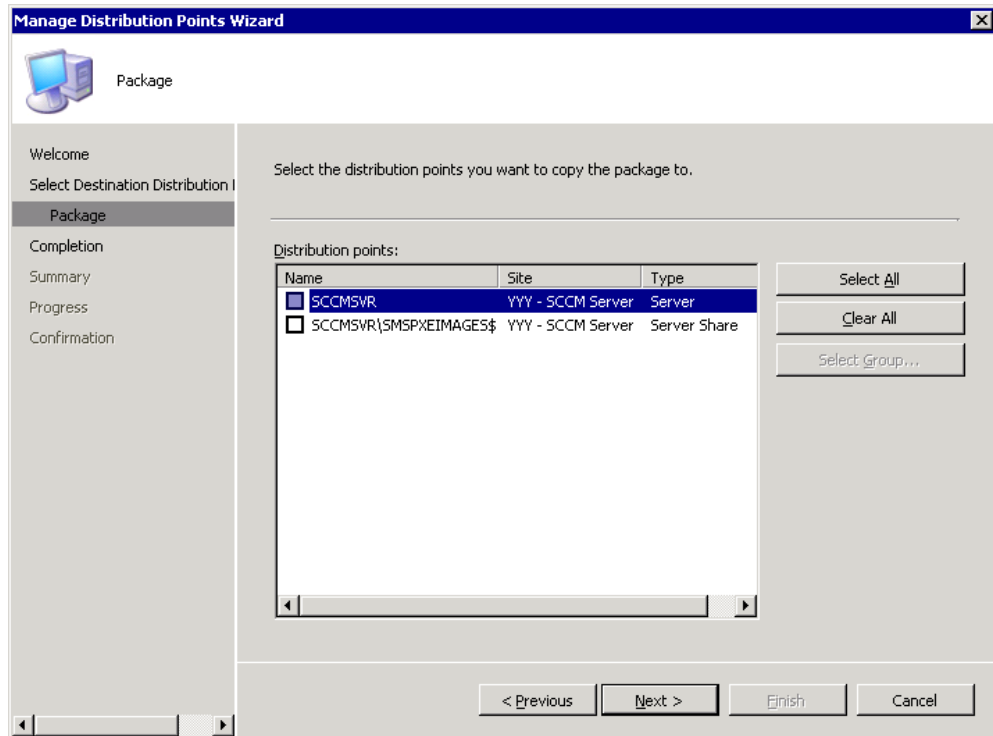 Manage Distribution Points Wizard
Package
Welcome
Select Destination Distribution
Package
Completion
Summary
Progress
Confirmation
Select the distribution points you want to copy the package to.
Distribution points:
Name Site Type
SCCMSVR YYY - SCCM Server Server
SCCMSVR\SMSPXEIMAGES$ YYY - SCCM Server Server Share
Select All
Clear All
Select Group...
< Previous Next > Finish Cancel